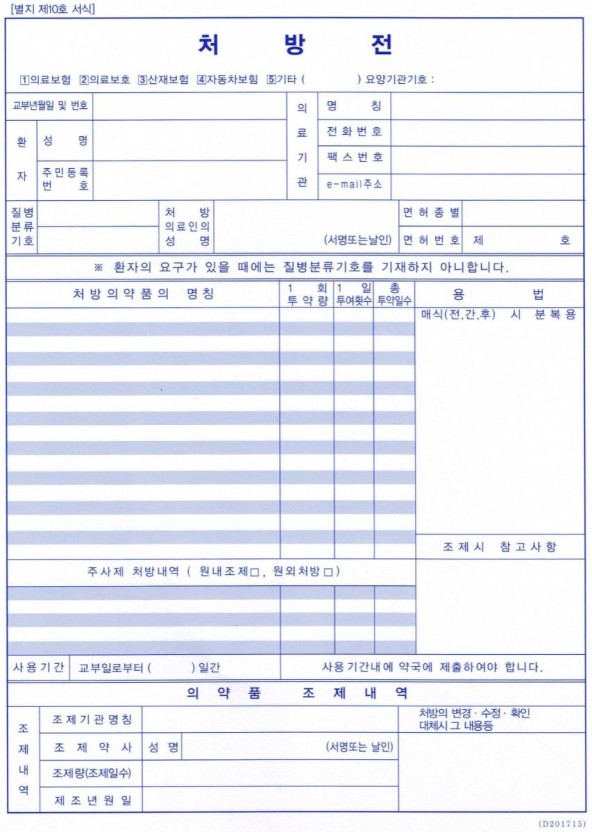 [별지 제10호 서식]
처 방 전
1의료보험 2의료보호 3산재보험 4자동차보험 5기타 ( ) 요양기관기호 :
교부년월일 및 번호
환 자
성 명
주민등록 번 호
의 료 기 관
명 칭
전화번호
팩스번호
e-mail주소
질병 분류 기호
처 방 의료인의 성 명
(서명또는날인)
면허종별
면허번호 제 호
※ 환자의 요구가 있을 때에는 질병분류기호를 기재하지 아니합니다.
처방의약품의 명칭
1 회 투약량
1 일 투여횟수
총 투약일수
용 법
매식(전,간,후) 시 분복용
조제시 참고사항
주사제 처방내역 ( 원내조제□, 원외처방□)
사용기간 교부일로부터 ( )일간 사용기간내에 약국에 제출하여야 합니다.
의 약 품 조 제 내 역
조 제 내 역
조제기관명칭
처방의 변경·수정·확인
대체시 그 내용등
조 제 약 사 성 명 (서명또는 날인)
조제량(조제일수)
제조년원일
(D201715)